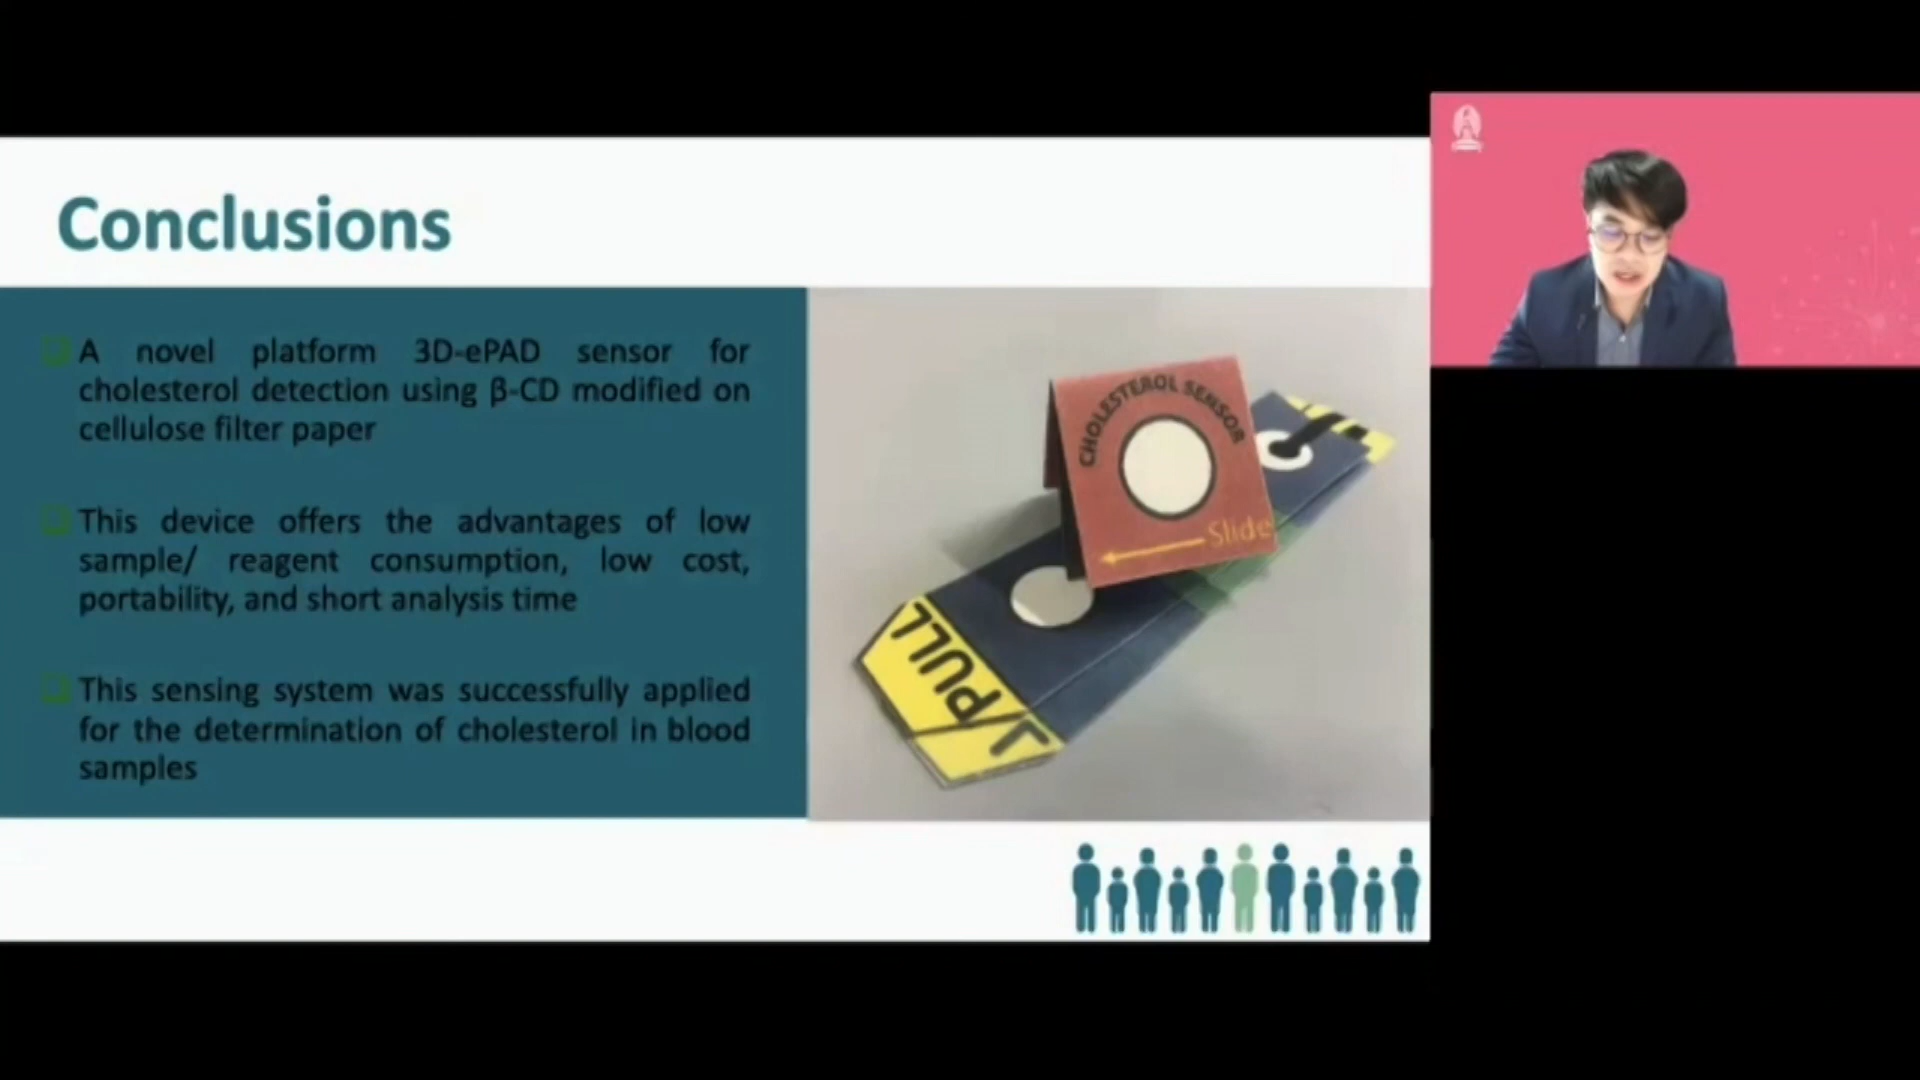 Conclusions
A novel platform 3D-ePAD sensor for
cholesterol detection using β-CD modified on
cellulose filter paper
This device offers the advantages of low
sample/ reagent consumption, low cost,
portability, and short analysis time
This sensing system was successfully applied
for the determination of cholesterol in blood
samples
CHOLESTEROL SENSOR
Slide
/PULL